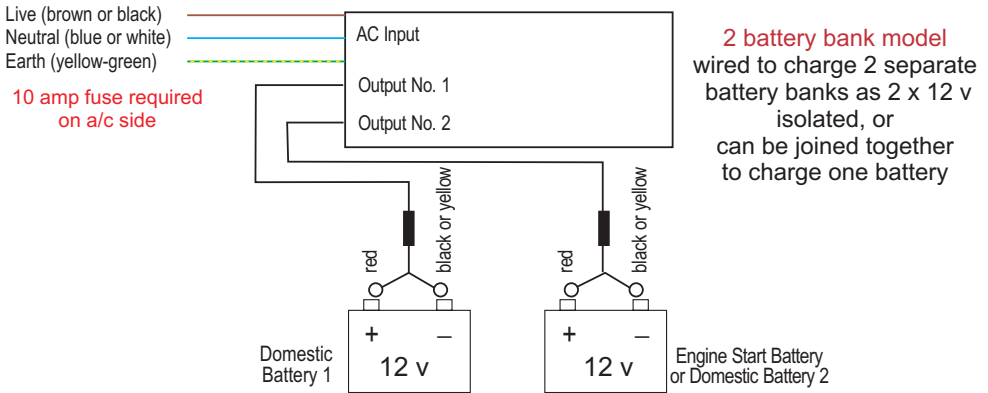 Live (brown or black)
Neutral (blue or white)
Earth (yellow-green)
10 amp fuse required
on a/c side
AC Input
Output No. 1
Output No. 2
2 battery bank model
wired to charge 2 separate
battery banks as 2 x 12 v
isolated, or
can be joined together
to charge one battery
red
black or yellow
red
black or yellow
+ –
12 v
+ –
12 v
Domestic
Battery 1
Engine Start Battery
or Domestic Battery 2